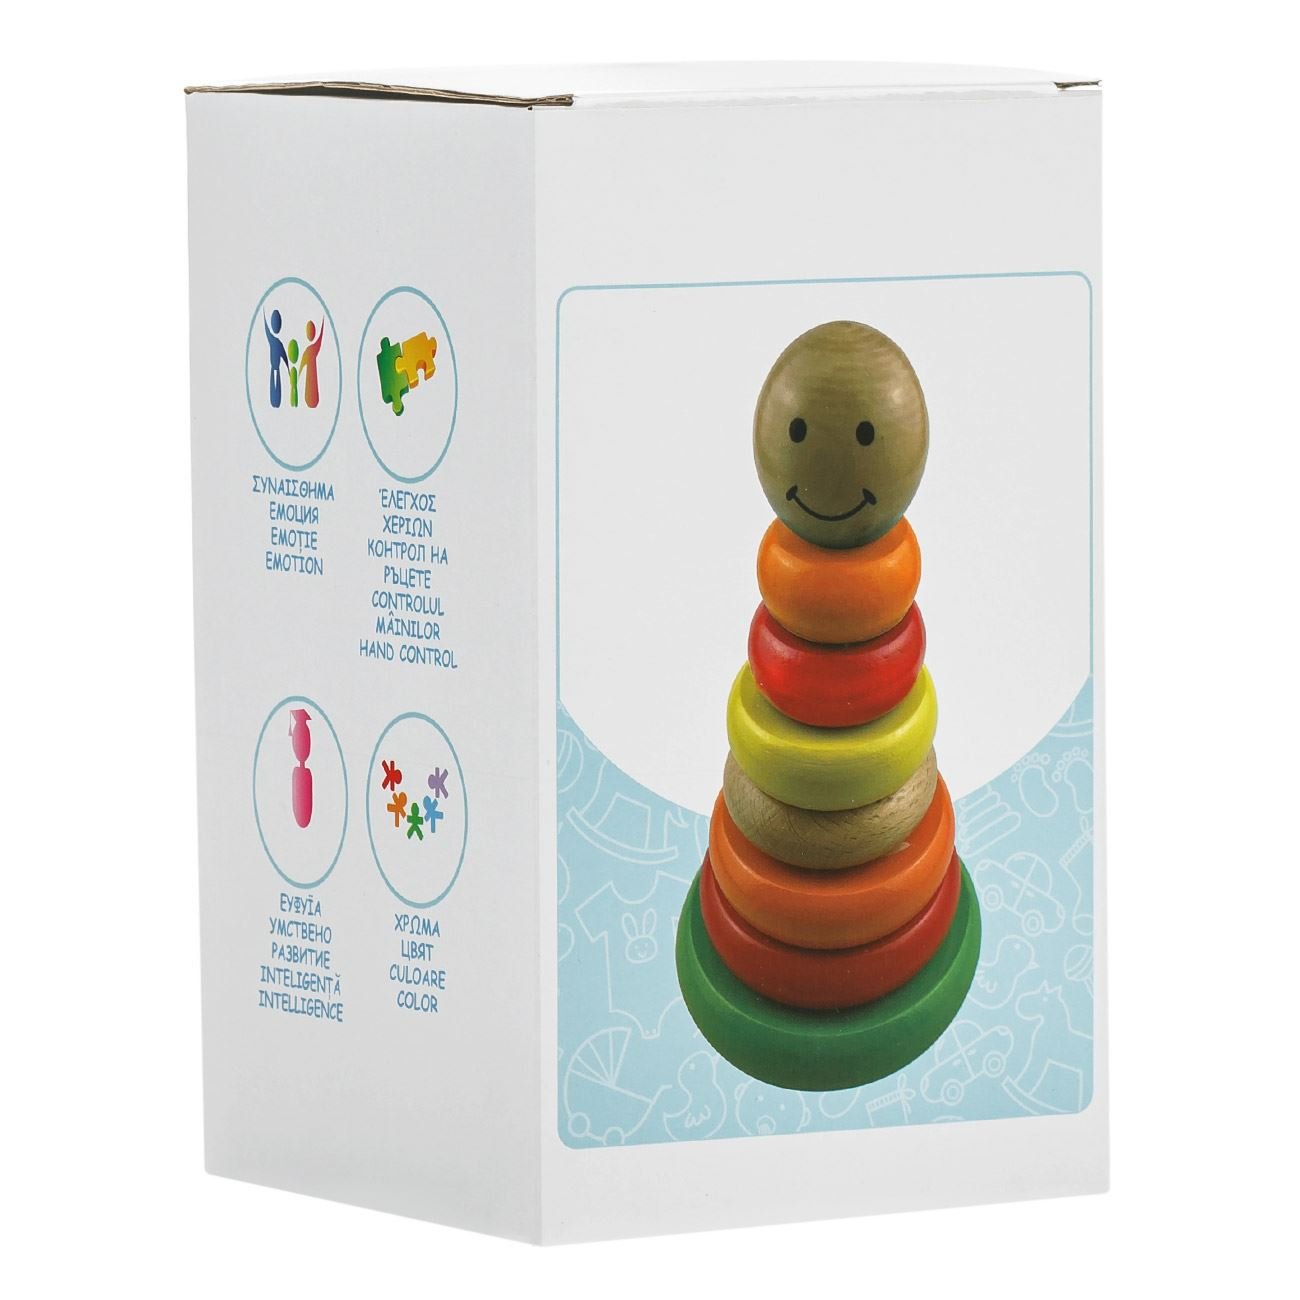 ΣΥΝΑΙΣΘΗΜΑ
ЕМОЦИЯ
EMOȚIE
EMOTION
ΈΛΕΓΧΟΣ
ΧΕΡΙΩΝ
КОНТРОЛ НА
РЪЦЕТЕ
CONTROLUL
MÂINILOR
HAND CONTROL
ΕΥΦΥΪΑ
УМСТВЕНО
РАЗВИТИЕ
INTELIGENȚĂ
INTELLIGENCE
ΧΡΩΜΑ
ЦВЯТ
CULOARE
COLOR